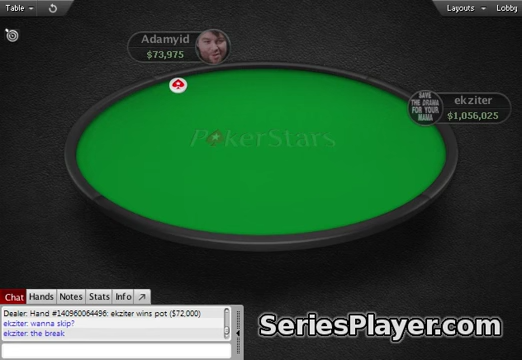 Table
Layouts
Lobby
Adamyid
$73,975
SAVE
THE DRAMA
FOR YOUR
MAMA
ekziter
$1,056,025
PokerStars
Chat Hands Notes Stats Info
Dealer: Hand #140960064496: ekziter wins pot ($72,000)
ekziter: wanna skip?
ekziter: the break
SeriesPlayer.com